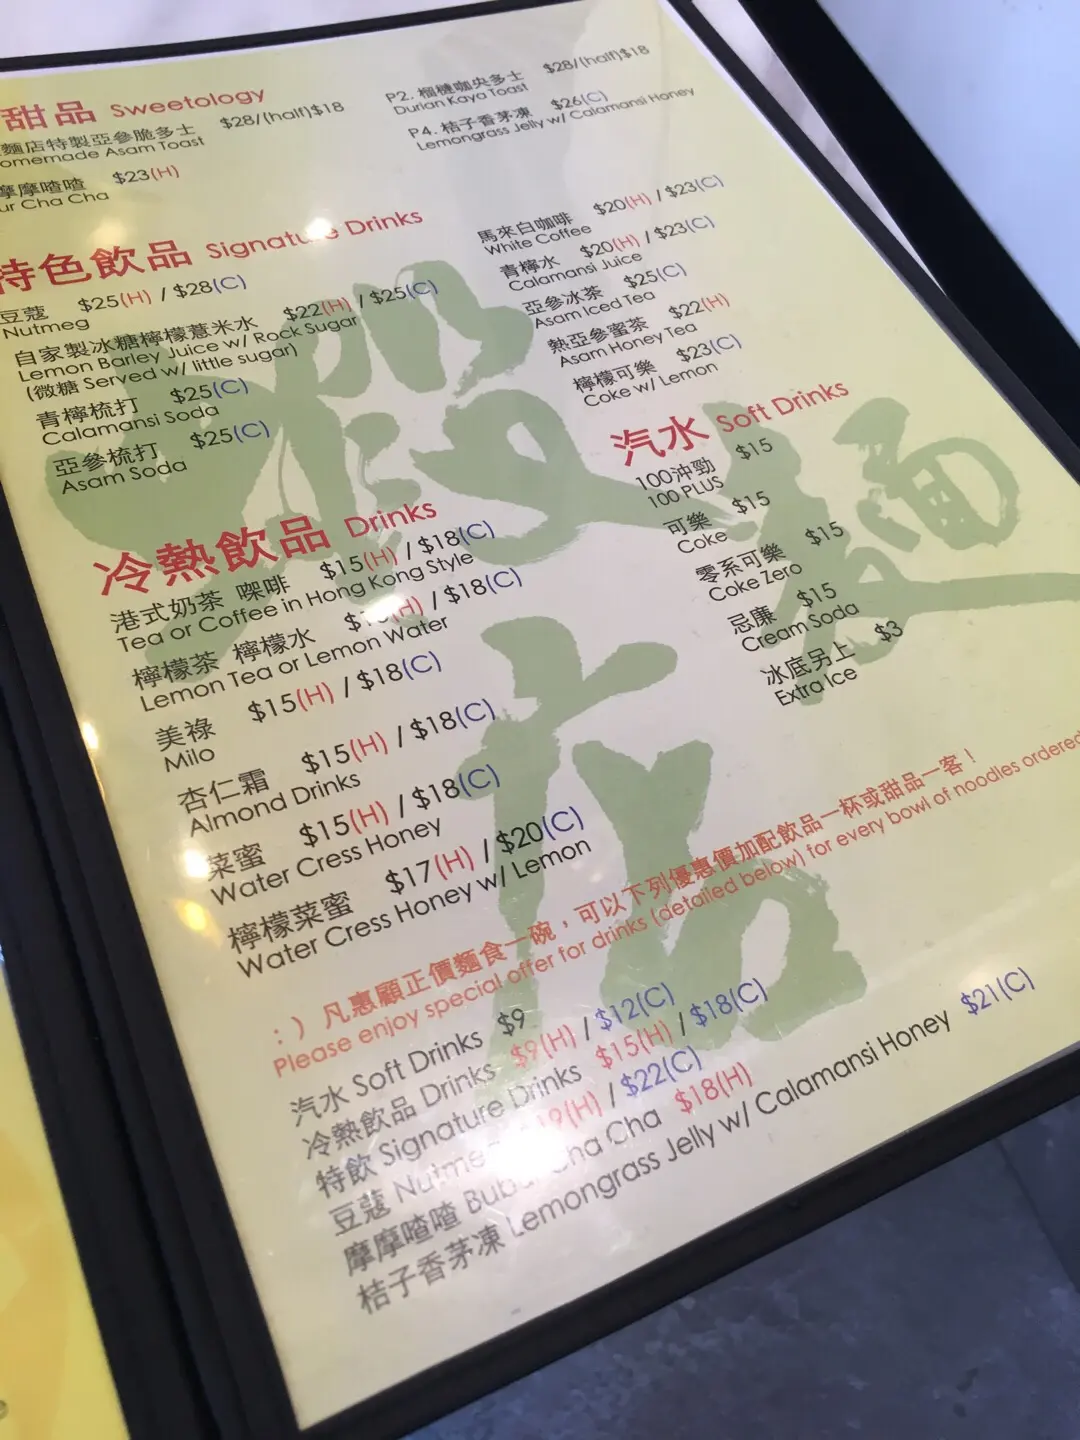 甜品 Sweetology
麵店特製亞參脆多士 $28/(half)$18
omemade Asam Toast
摩摩喳喳 $23(H)
ur Cha Cha
P2. 榴槤咖央多士 $28/(half)$18
Durian Kaya Toast
P4. 桔子香茅凍 $26(C)
Lemongrass Jelly w/ Calamansi Honey
特色飲品 Signature Drinks
豆蔻 $25(H) / $28(C)
Nutmeg
自家製冰糖檸檬薏米水 $22(H) / $25(C)
Lemon Barley Juice w/ Rock Sugar
(微糖 Served w/ little sugar)
青檸梳打 $25(C)
Calamansi Soda
亞參梳打 $25(C)
Asam Soda
馬來白咖啡 $20(H) / $23(C)
White Coffee
青檸水 $20(H) / $23(C)
Calamansi Juice
亞參冰茶 $25(C)
Asam Iced Tea
熱亞參蜜茶 $22(H)
Asam Honey Tea
檸檬可樂 $23(C)
Coke w/ Lemon
冷熱飲品 Drinks
港式奶茶 㗎啡 $15(H) / $18(C)
Tea or Coffee in Hong Kong Style
檸檬茶 檸檬水 (H) / $18(C)
Lemon Tea or Lemon Water
美祿 $15(H) / $18(C)
Milo
杏仁霜 $15(H) / $18(C)
Almond Drinks
菜蜜 $15(H) / $18(C)
Water Cress Honey
檸檬菜蜜 $17(H) / $20(C)
Water Cress Honey w/ Lemon
汽水 Soft Drinks
100沖勁 $15
100 PLUS
可樂 $15
Coke
零系可樂 $15
Coke Zero
忌廉 $15
Cream Soda
冰底另上 $3
Extra Ice
蝦麵店
:) 凡惠顧正價麵食一碗，可以下列優惠價加配飲品一杯或甜品一客！
Please enjoy special offer for drinks (detailed below) for every bowl of noodles ordered
汽水 Soft Drinks $9
冷熱飲品 Drinks $9(H) / $12(C)
特飲 Signature Drinks $15(H) / $18(C)
豆蔻 Nutme 9(H) / $22(C)
摩摩喳喳 Bubu Cha Cha $18(H)
桔子香茅凍 Lemongrass Jelly w/ Calamansi Honey $21(C)